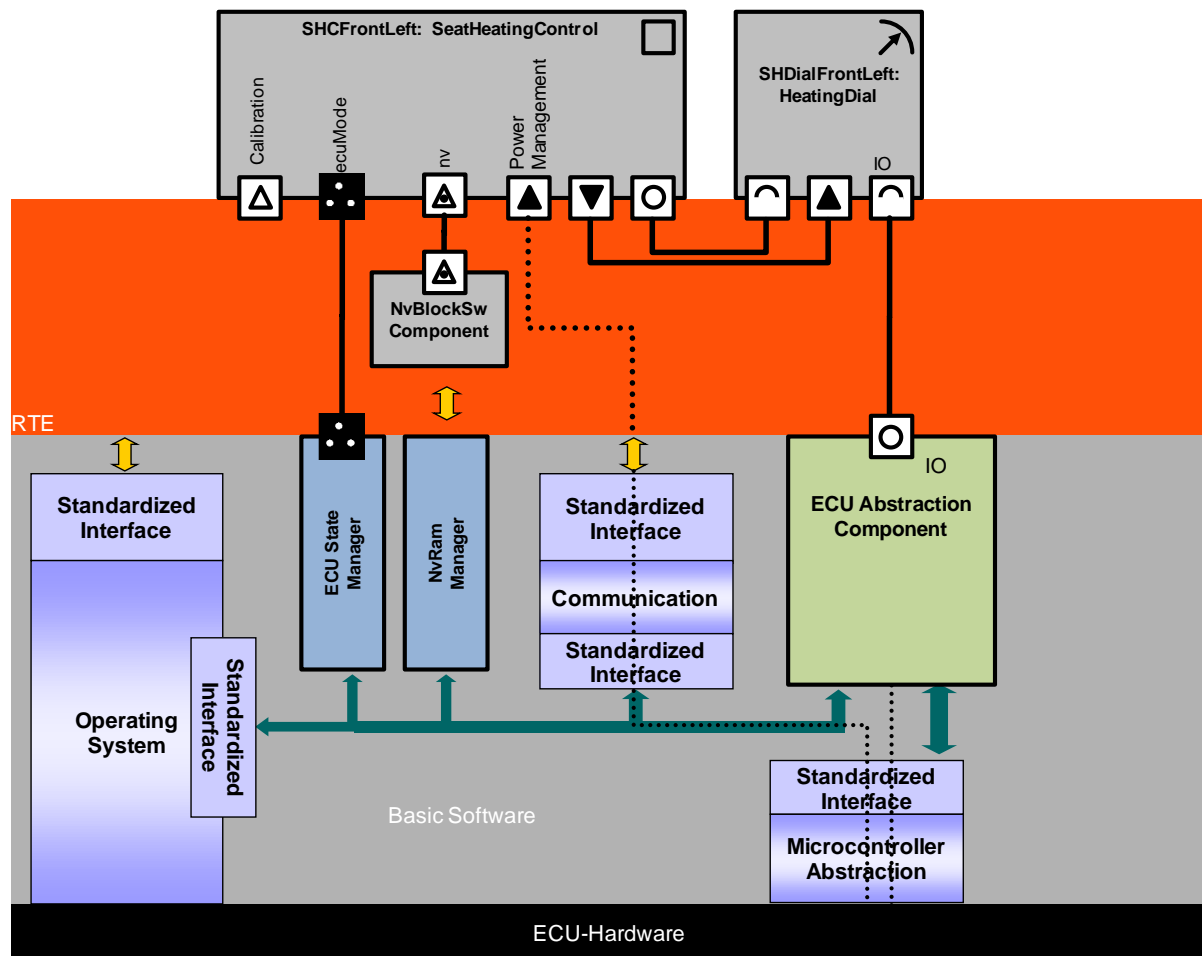 SHCFrontLeft: SeatHeatingControl
SHDialFrontLeft:
HeatingDial
Calibration
ecuMode
nv
Power
Management
IO
NvBlockSw
Component
RTE
Standardized
Interface
ECU State
Manager
NvRam
Manager
Standardized
Interface
IO
ECU Abstraction
Component
Communication
Standardized
Interface
Standardized
Interface
Operating
System
Standardized
Interface
Basic Software
Microcontroller
Abstraction
ECU-Hardware